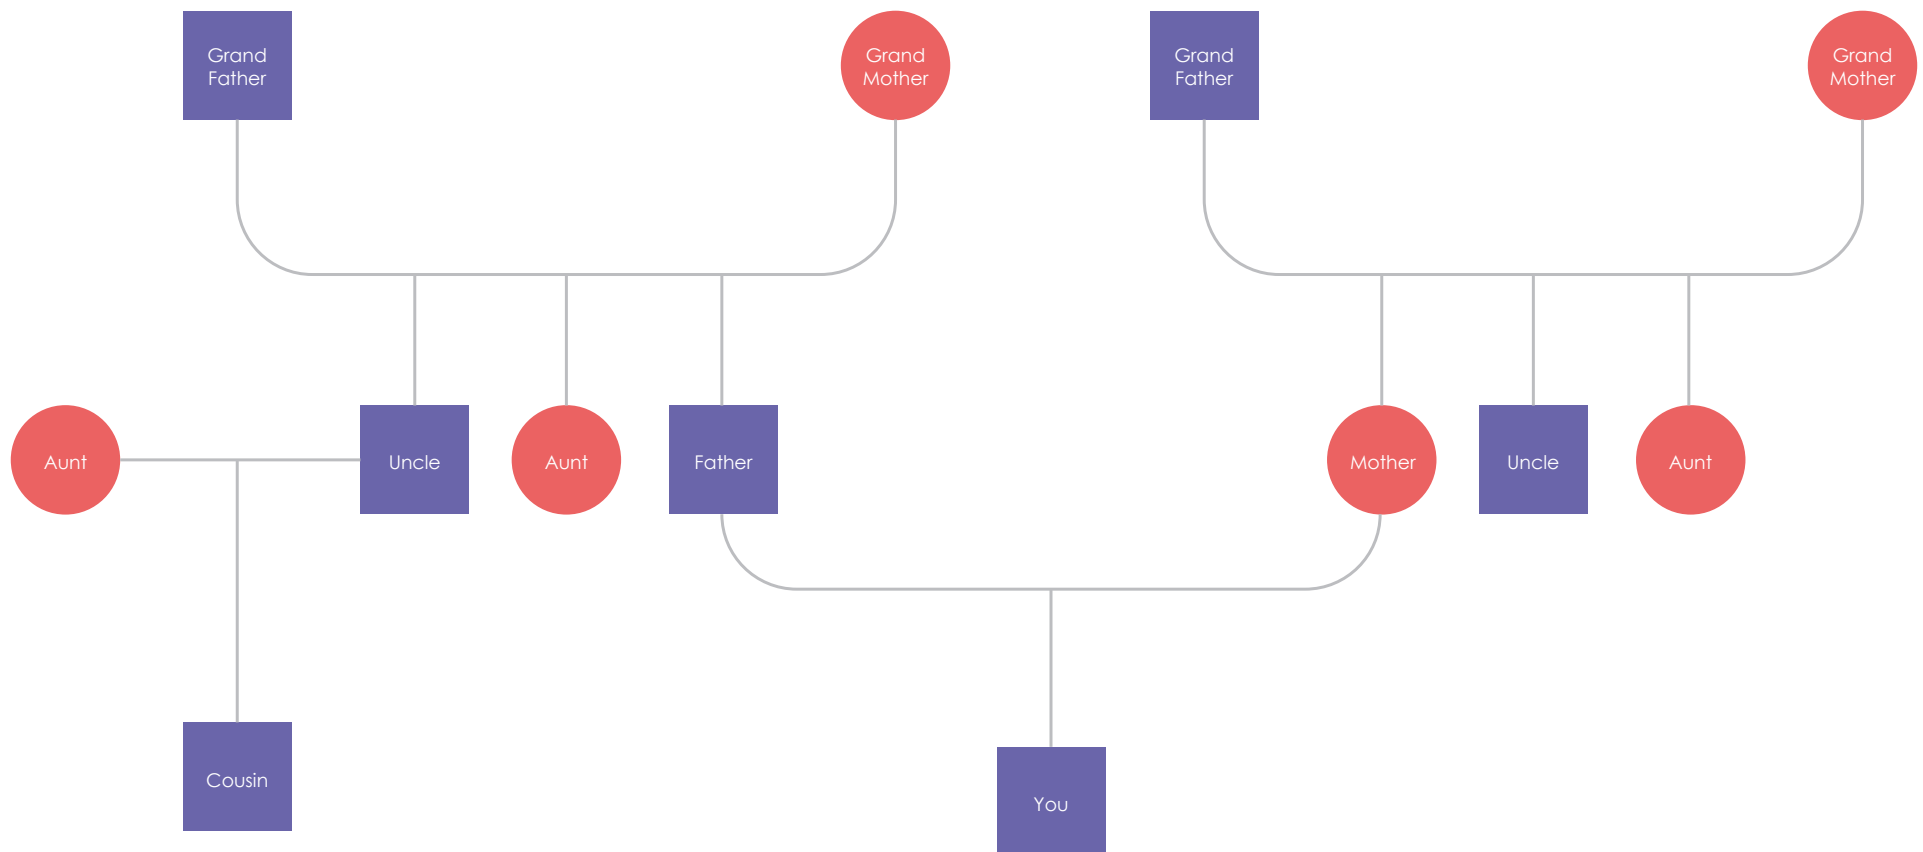 Grand
Father
Grand
Mother
Grand
Father
Grand
Mother
Aunt
Uncle
Aunt
Father
Mother
Uncle
Aunt
Cousin
You